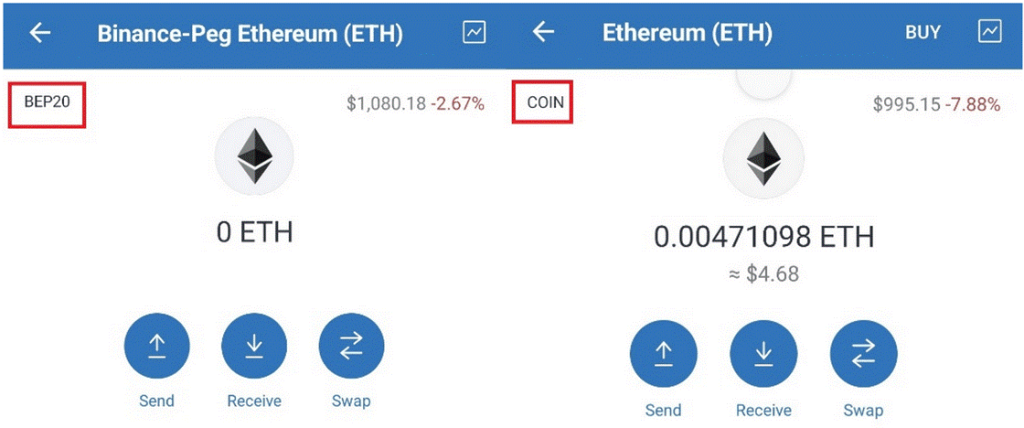 Binance-Peg Ethereum (ETH)
BEP20
$1,080.18 -2.67%
0 ETH
Send
Receive
Swap
Ethereum (ETH)
BUY
COIN
$995.15 -7.88%
0.00471098 ETH
≈ $4.68
Send
Receive
Swap